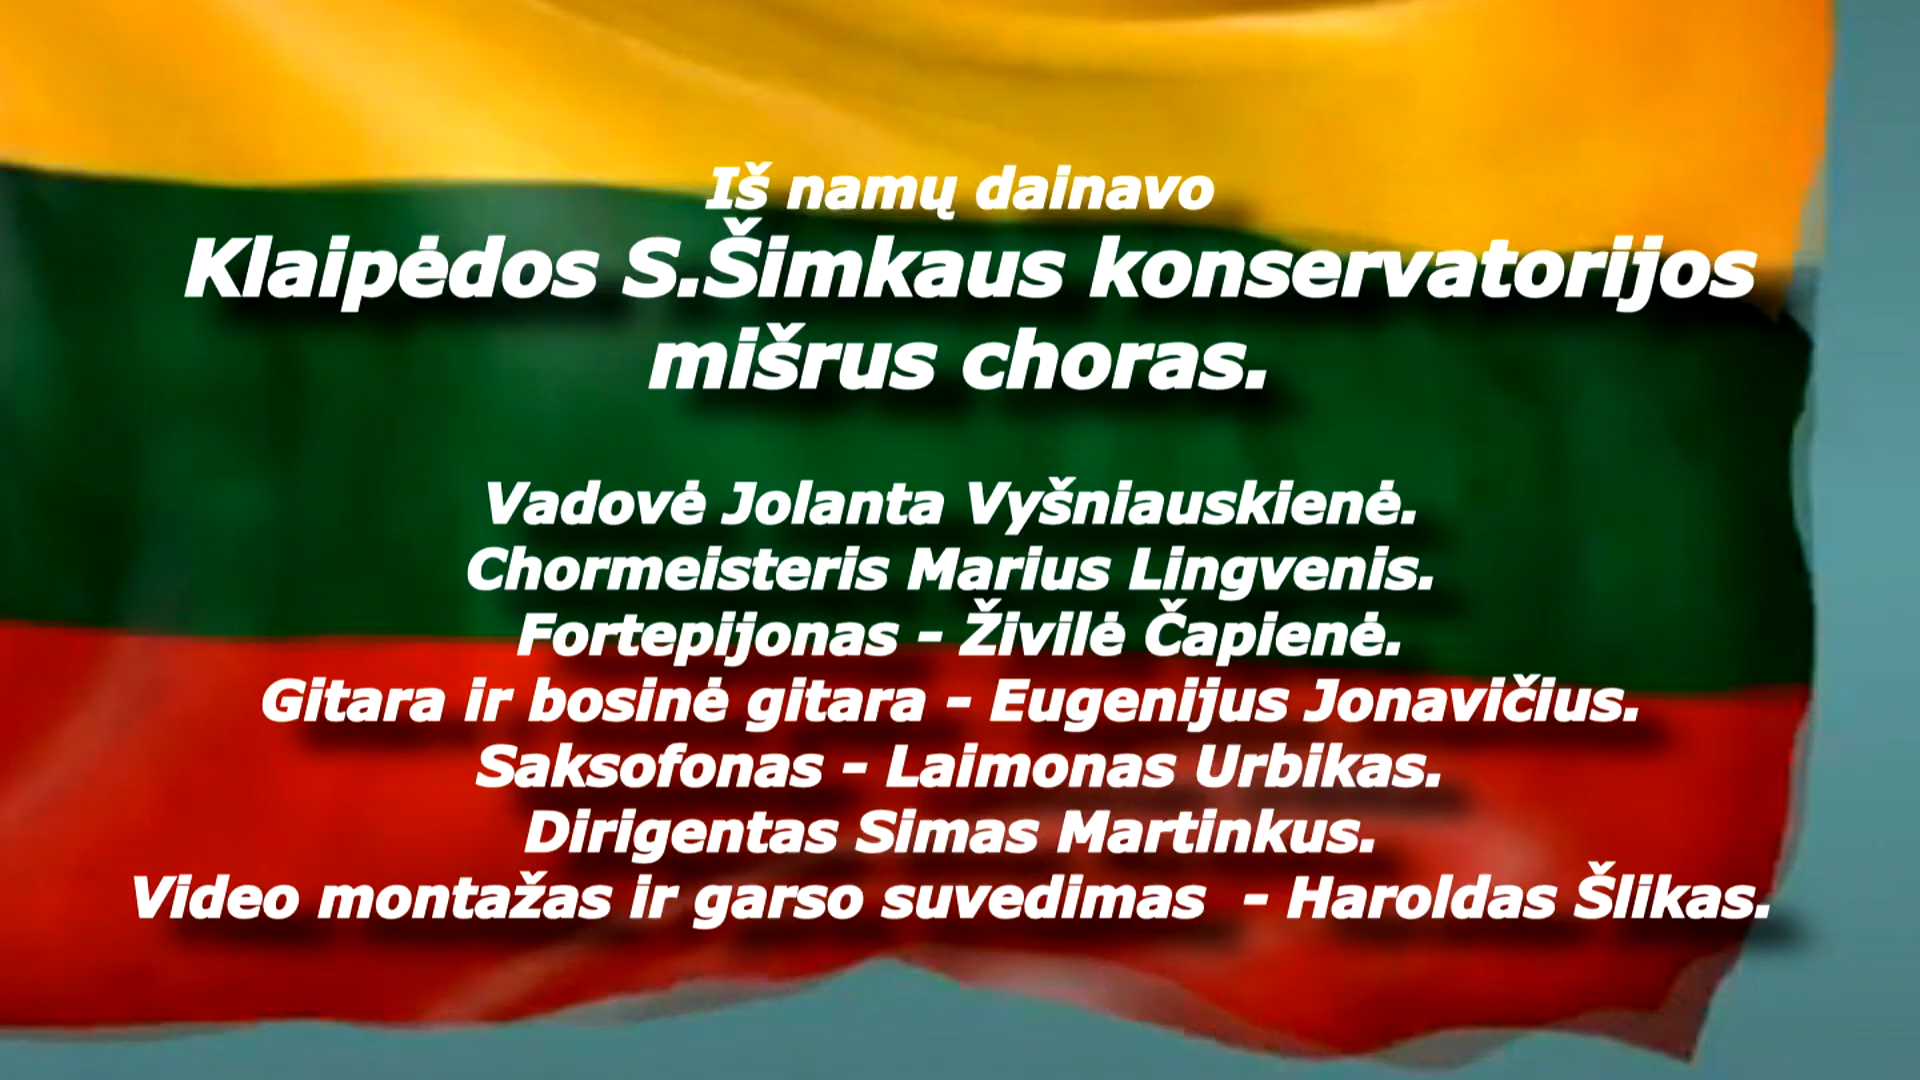 Iš namų dainavo
Klaipėdos S.Šimkaus konservatorijos
mišrus choras.
Vadovė Jolanta Vyšniauskienė.
Chormeisteris Marius Lingvenis.
Fortepijonas - Živilė Čapienė.
Gitara ir bosinė gitara - Eugenijus Jonavičius.
Saksofonas - Laimonas Urbikas.
Dirigentas Simas Martinkus.
Video montažas ir garso suvedimas - Haroldas Šlikas.